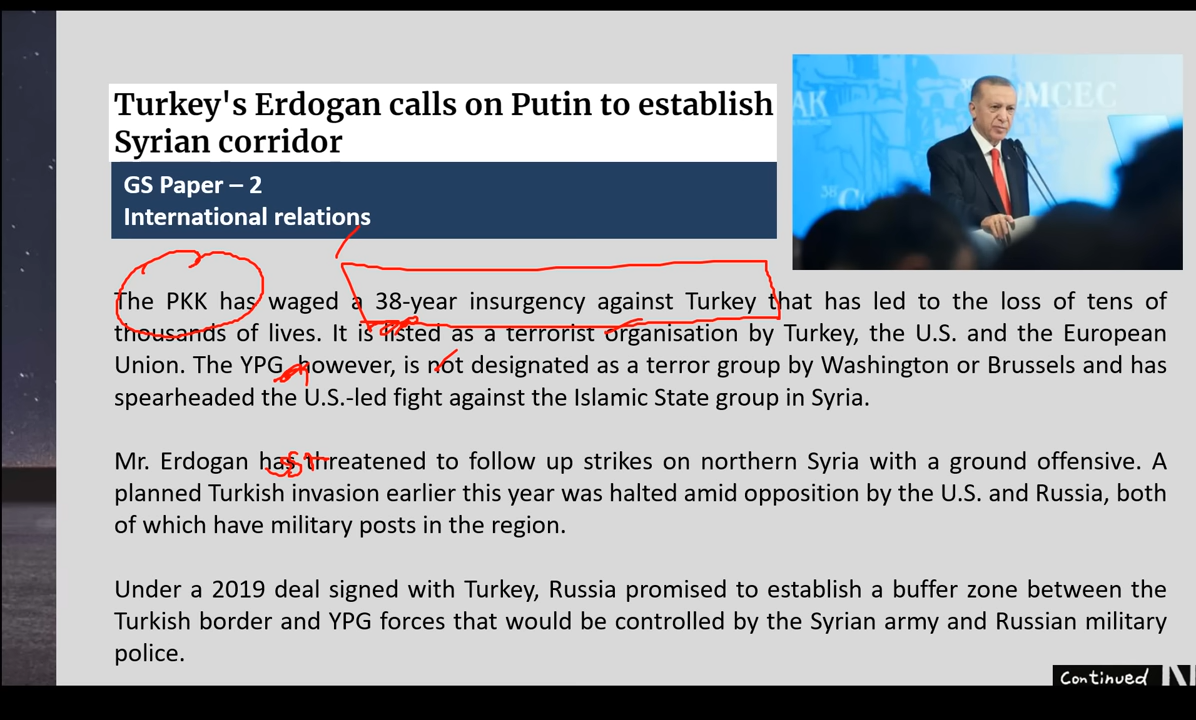 Turkey's Erdogan calls on Putin to establish
Syrian corridor
GS Paper – 2
International relations
AK
COMCEC
38
The PKK has waged a 38-year insurgency against Turkey that has led to the loss of tens of
thousands of lives. It is listed as a terrorist organisation by Turkey, the U.S. and the European
Union. The YPG, however, is not designated as a terror group by Washington or Brussels and has
spearheaded the U.S.-led fight against the Islamic State group in Syria.
Mr. Erdogan has threatened to follow up strikes on northern Syria with a ground offensive. A
planned Turkish invasion earlier this year was halted amid opposition by the U.S. and Russia, both
of which have military posts in the region.
Under a 2019 deal signed with Turkey, Russia promised to establish a buffer zone between the
Turkish border and YPG forces that would be controlled by the Syrian army and Russian military
police.
Continued